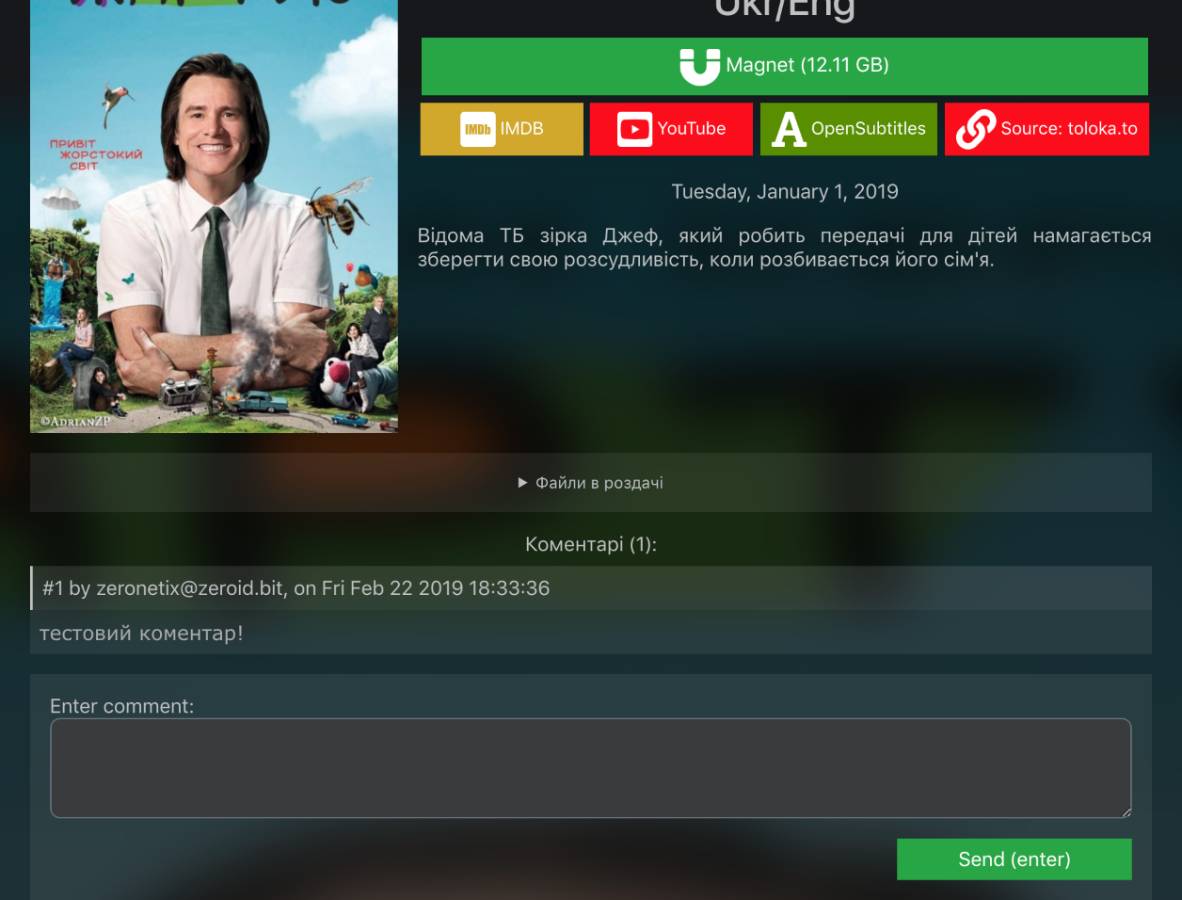 Ukr/Eng
Magnet (12.11 GB)
IMDb IMDB
YouTube
OpenSubtitles
Source: toloka.to
ПРИВІТ
ЖОРСТОКИЙ
СВІТ
Tuesday, January 1, 2019
Відома ТБ зірка Джеф, який робить передачі для дітей намагається
зберегти свою розсудливість, коли розбивається його сім'я.
©ADRIANZP
Файли в роздачі
Коментарі (1):
#1 by zeronetix@zeroid.bit, on Fri Feb 22 2019 18:33:36
тестовий коментар!
Enter comment:
Send (enter)